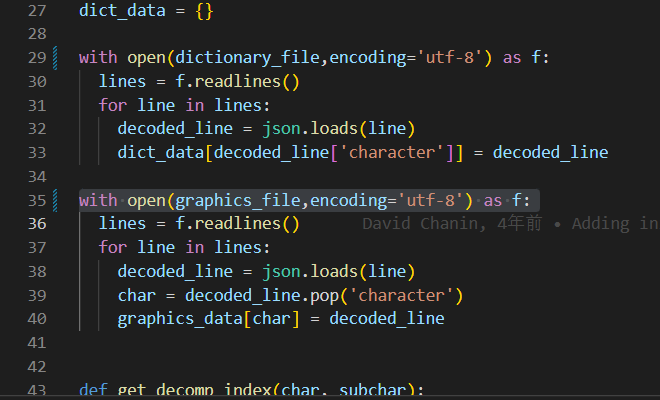 27 dict_data = {}
28
29 with open(dictionary_file,encoding='utf-8') as f:
30   lines = f.readlines()
31   for line in lines:
32     decoded_line = json.loads(line)
33     dict_data[decoded_line['character']] = decoded_line
34
35 with open(graphics_file,encoding='utf-8') as f:
36   lines = f.readlines() David Chanin, 4年前 • Adding in
37   for line in lines:
38     decoded_line = json.loads(line)
39     char = decoded_line.pop('character')
40     graphics_data[char] = decoded_line
41
42
43 def get_decomp_index(char, subchar):